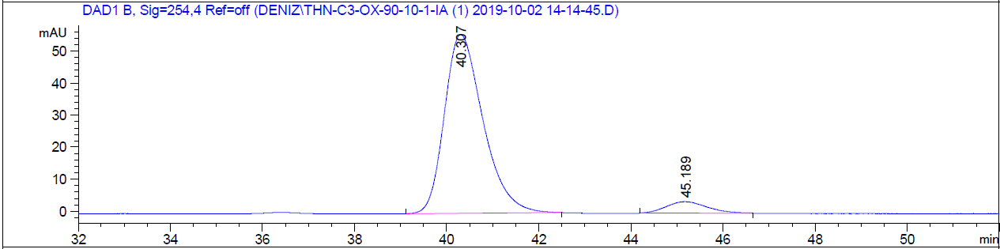 DAD1 B, Sig=254,4 Ref=off (DENIZ\THN-C3-OX-90-10-1-IA (1) 2019-10-02 14-14-45.D)
mAU
50
40
30
20
10
0
40.307
45.189
32 34 36 38 40 42 44 46 48 50 min